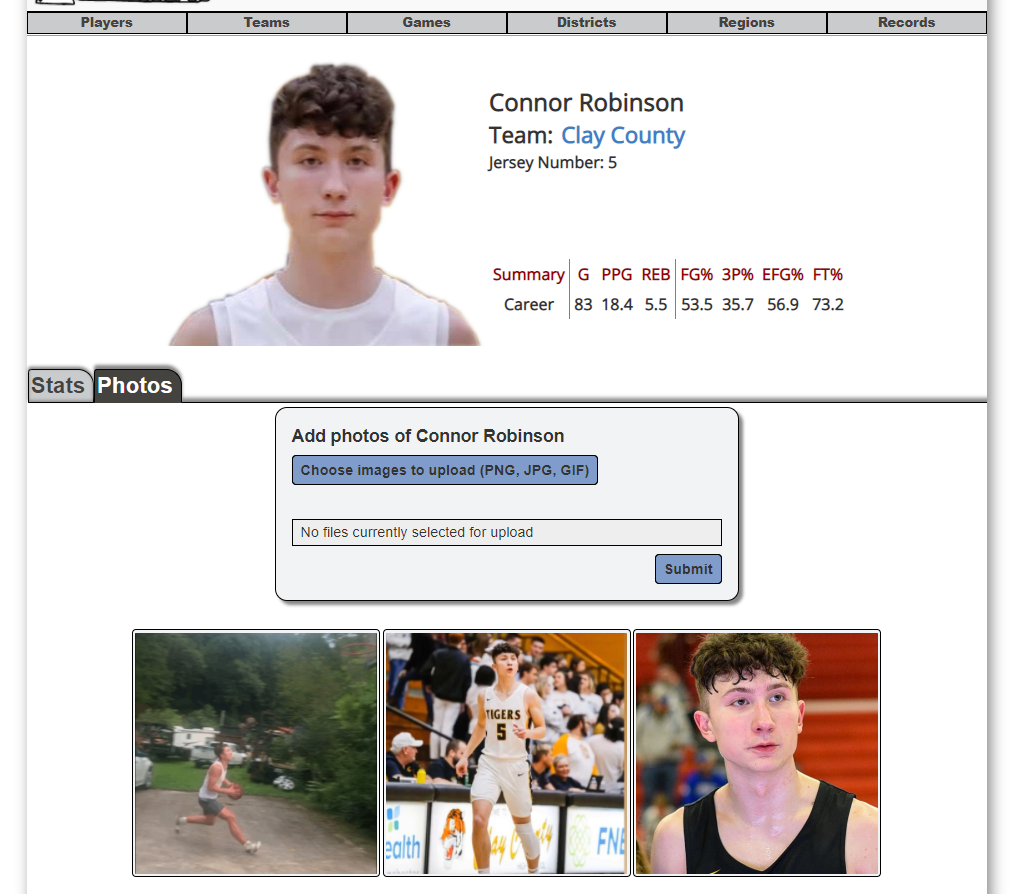 Players Teams Games Districts Regions Records
Connor Robinson
Team: Clay County
Jersey Number: 5
Summary G PPG REB FG% 3P% EFG% FT%
Career 83 18.4 5.5 53.5 35.7 56.9 73.2
Stats Photos
Add photos of Connor Robinson
Choose images to upload (PNG, JPG, GIF)
No files currently selected for upload
Submit
TIGERS
5
ealth
ay County
FNB